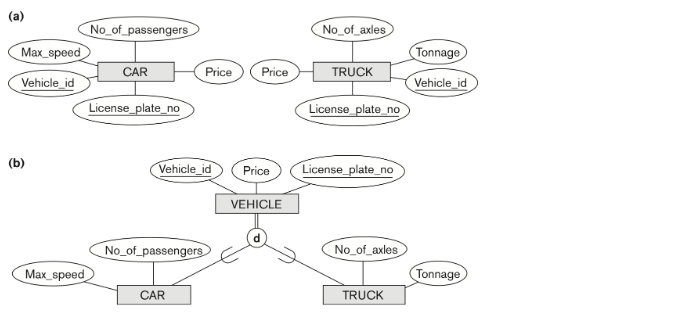 (a)
No_of_passengers
No_of_axles
Max_speed
Tonnage
CAR
Price
Price
TRUCK
Vehicle_id
Vehicle_id
License_plate_no
License_plate_no
(b)
Vehicle_id
Price
License_plate_no
VEHICLE
d
No_of_passengers
No_of_axles
Max_speed
Tonnage
CAR
TRUCK